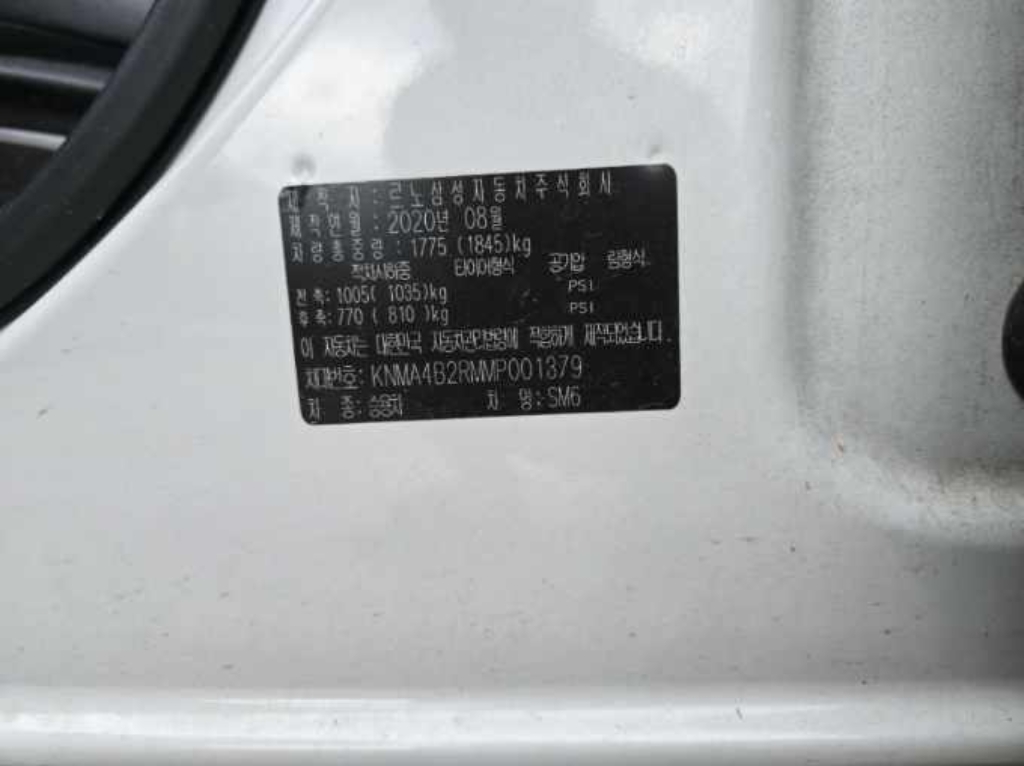 제 작 자 : 르노삼성자동차주식회사
제작연월 : 2020년 08월
차량총중량 : 1775 (1845)kg
적차시하중 타이어형식 공기압 림형식
전 축: 1005( 1035)kg PSI
후 축: 770 ( 810 )kg PSI
이 자동차는 대한민국 자동차관리법령에 적합하게 제작되었습니다.
차대번호: KNMA4B2RMMP001379
차 종: 승용차 차 명: SM6